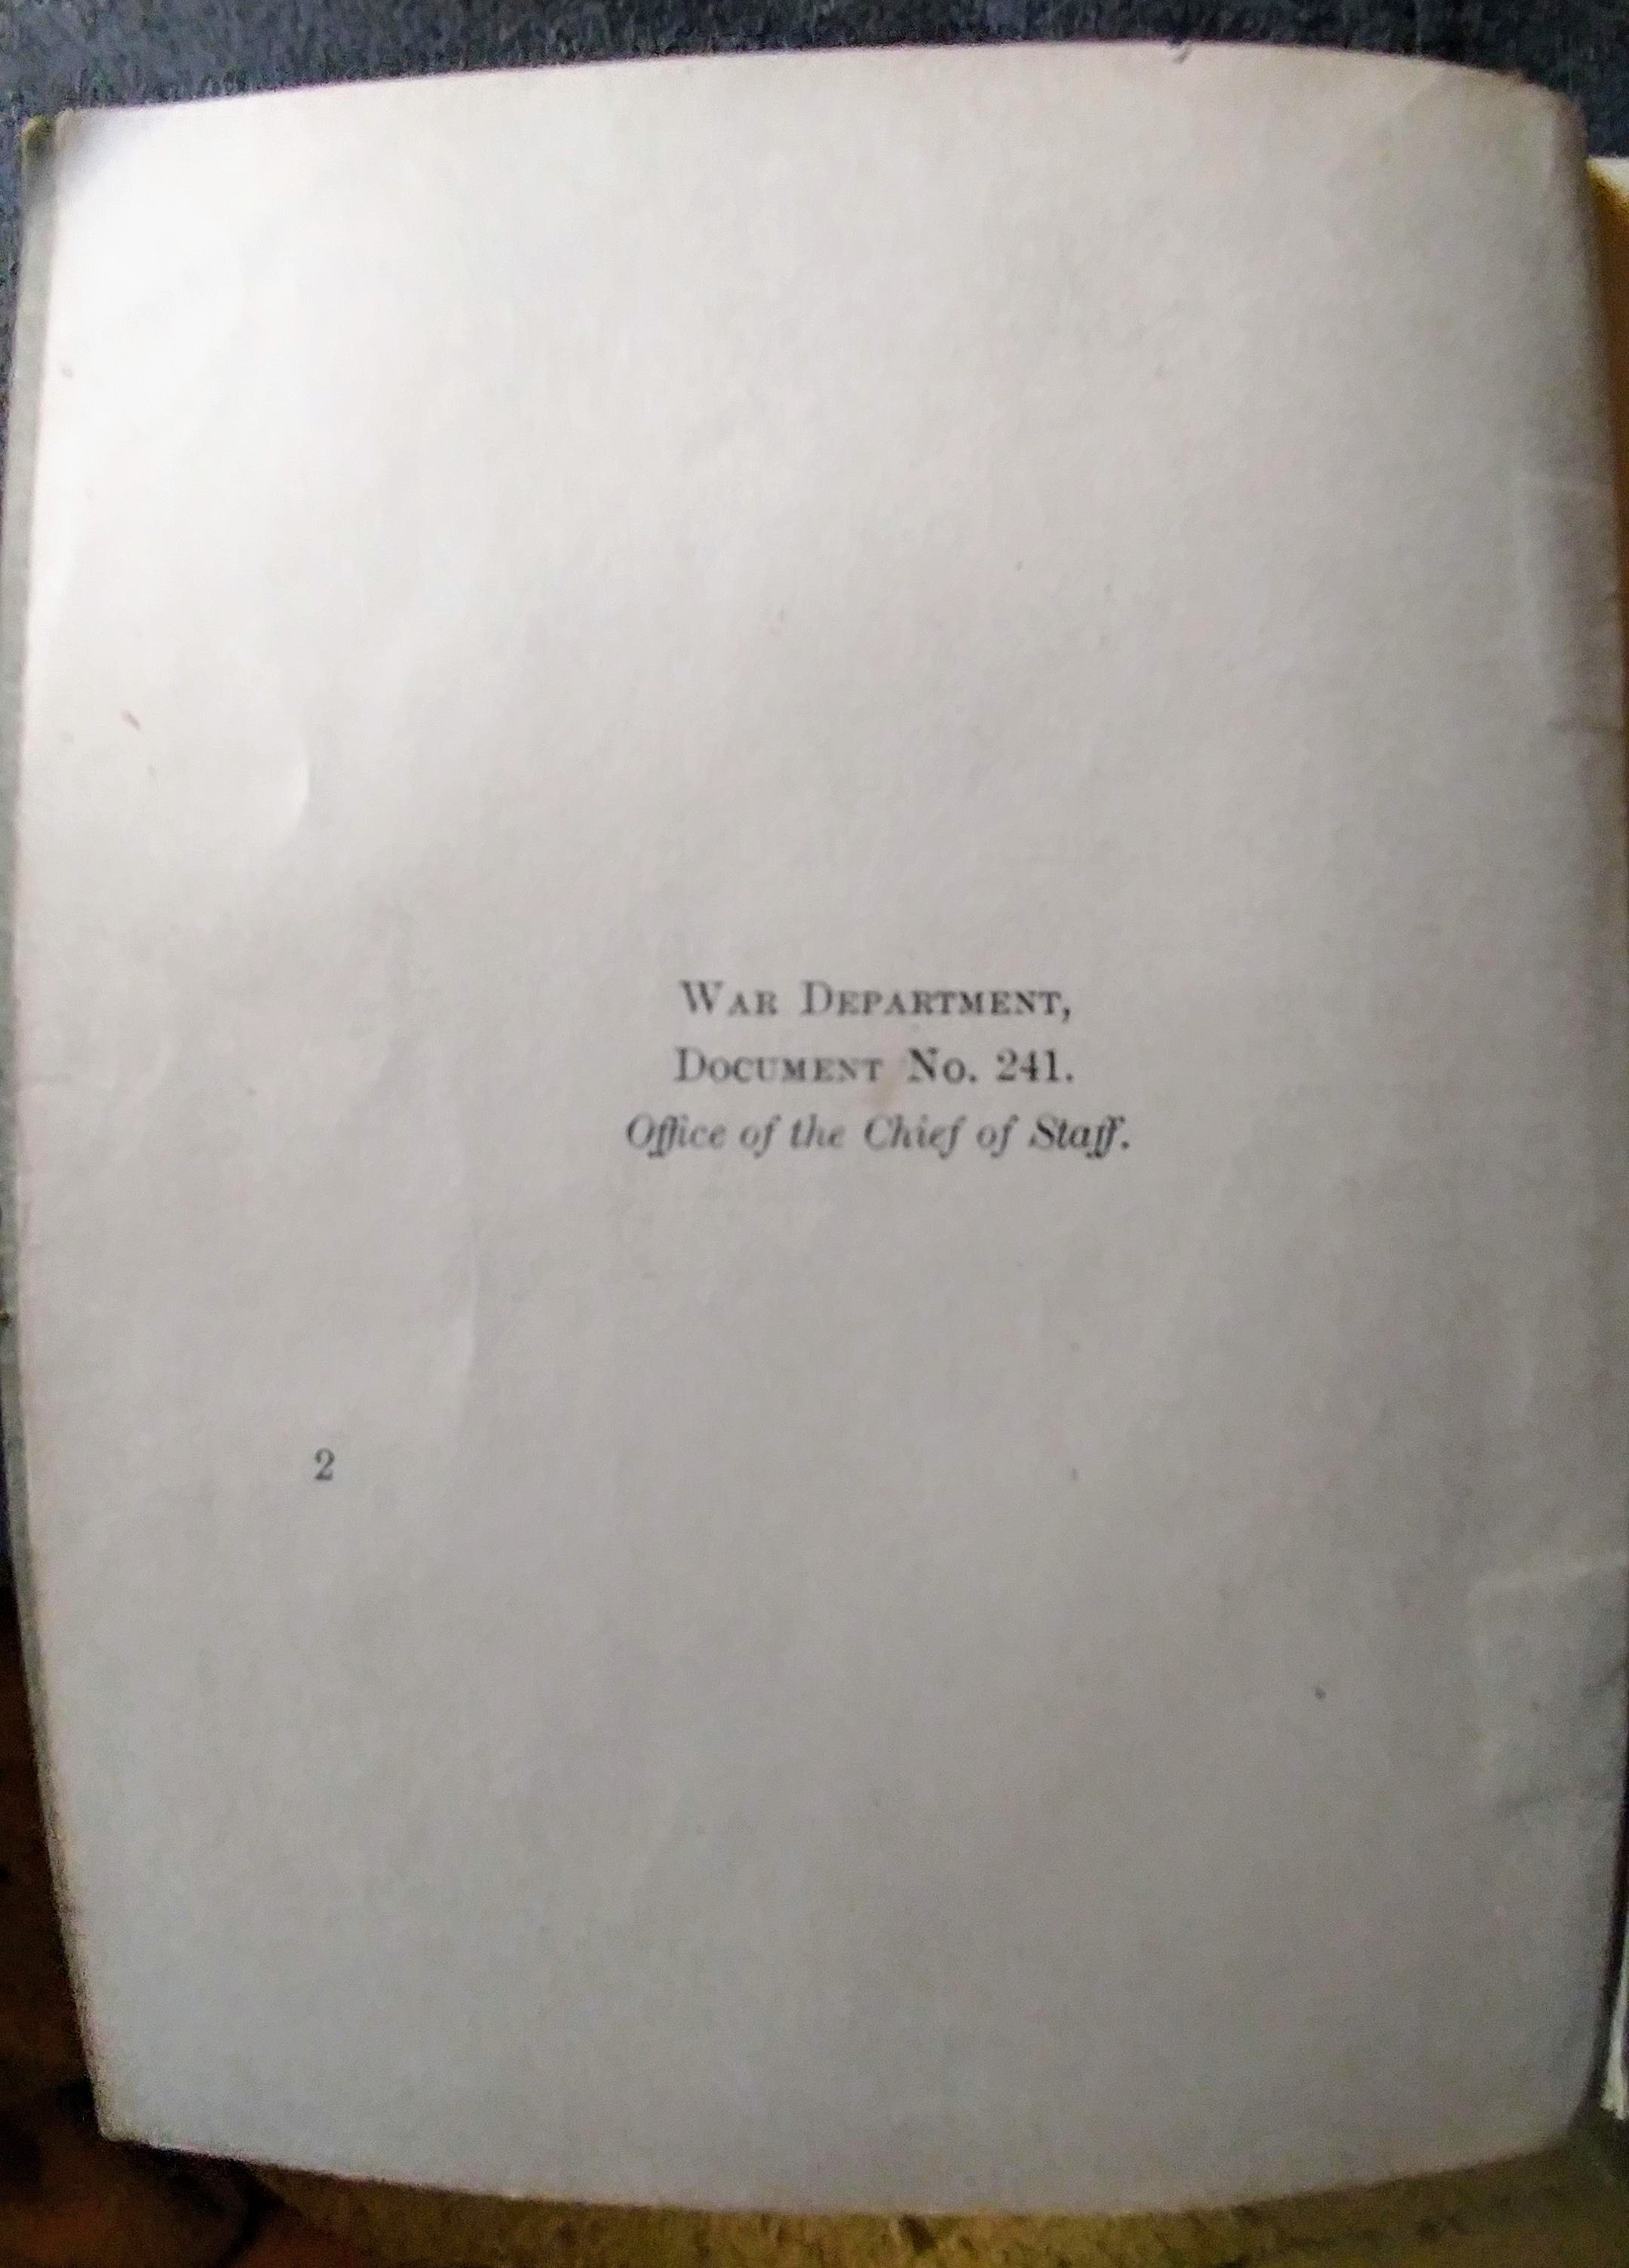 War Department,
Document No. 241.
Office of the Chief of Staff.
2